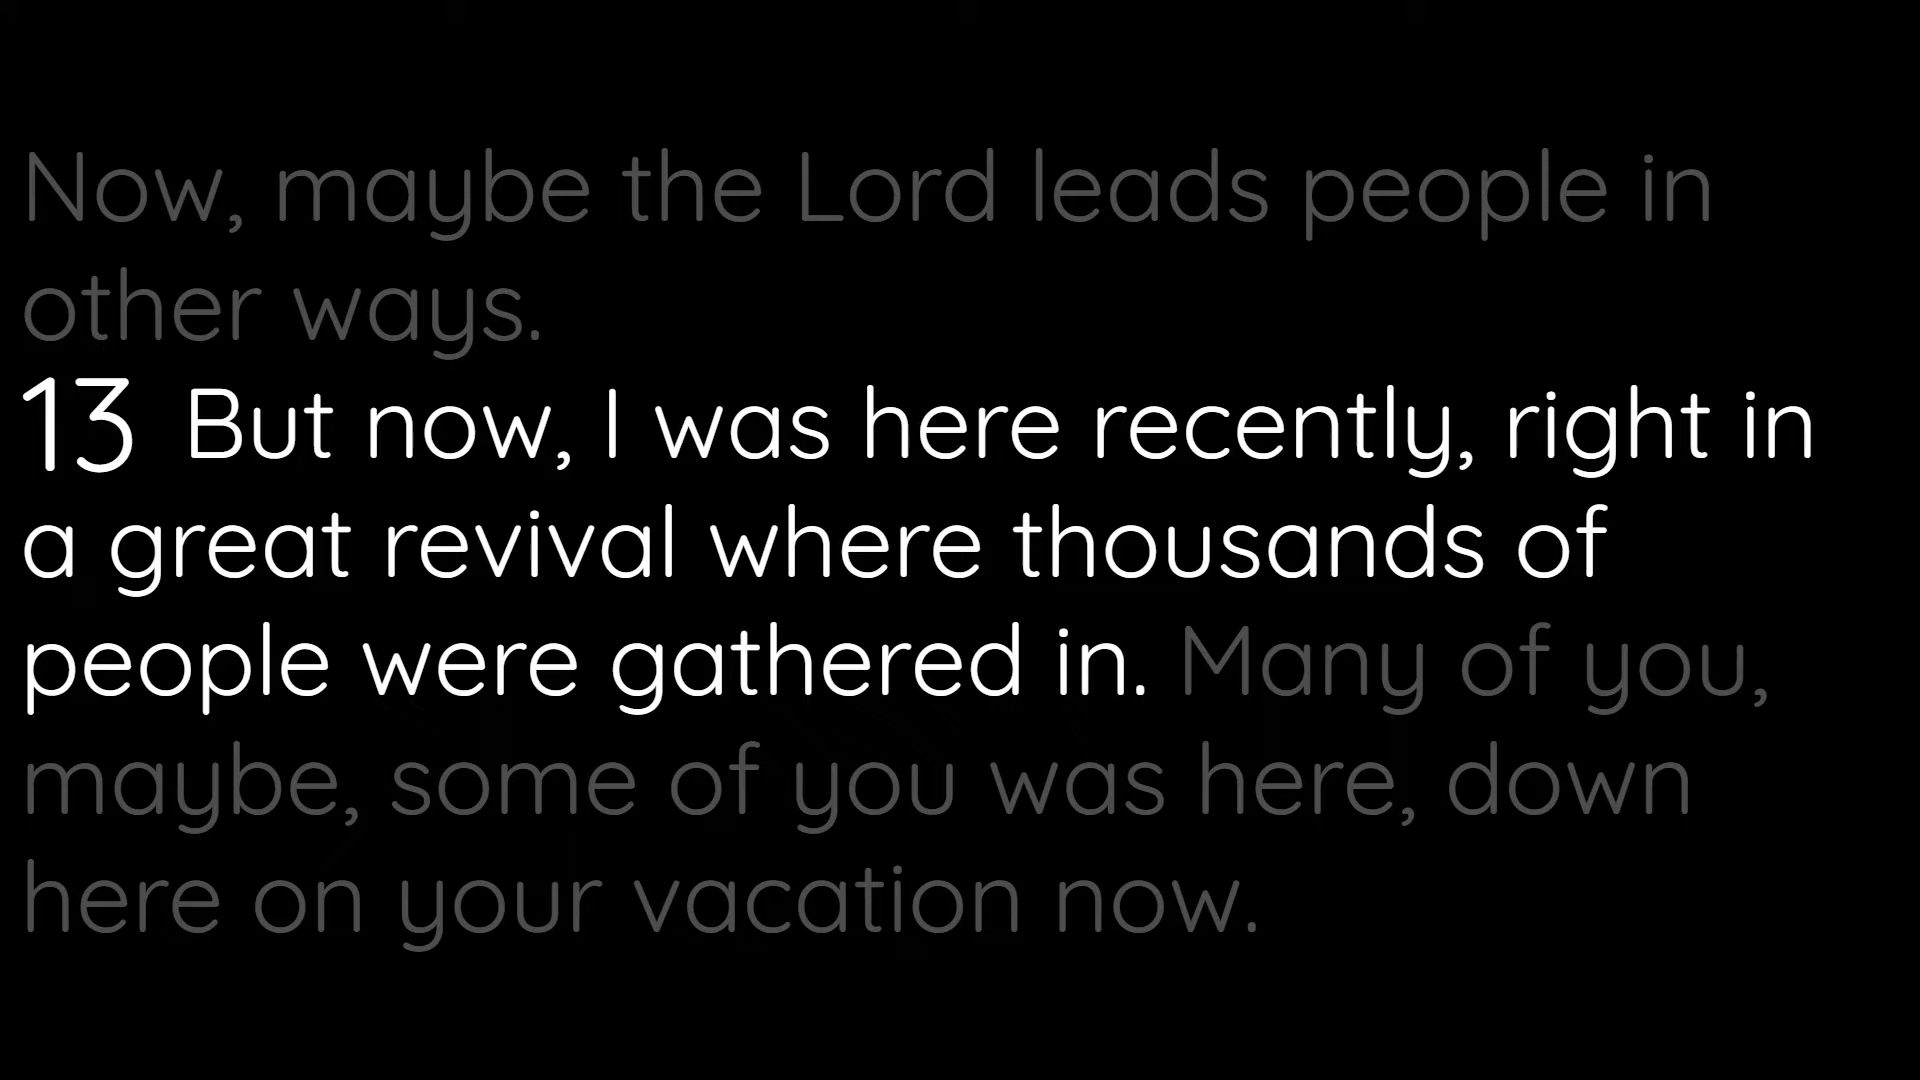 Now, maybe the Lord leads people in
other ways.
13 But now, I was here recently, right in
a great revival where thousands of
people were gathered in. Many of you,
maybe, some of you was here, down
here on your vacation now.